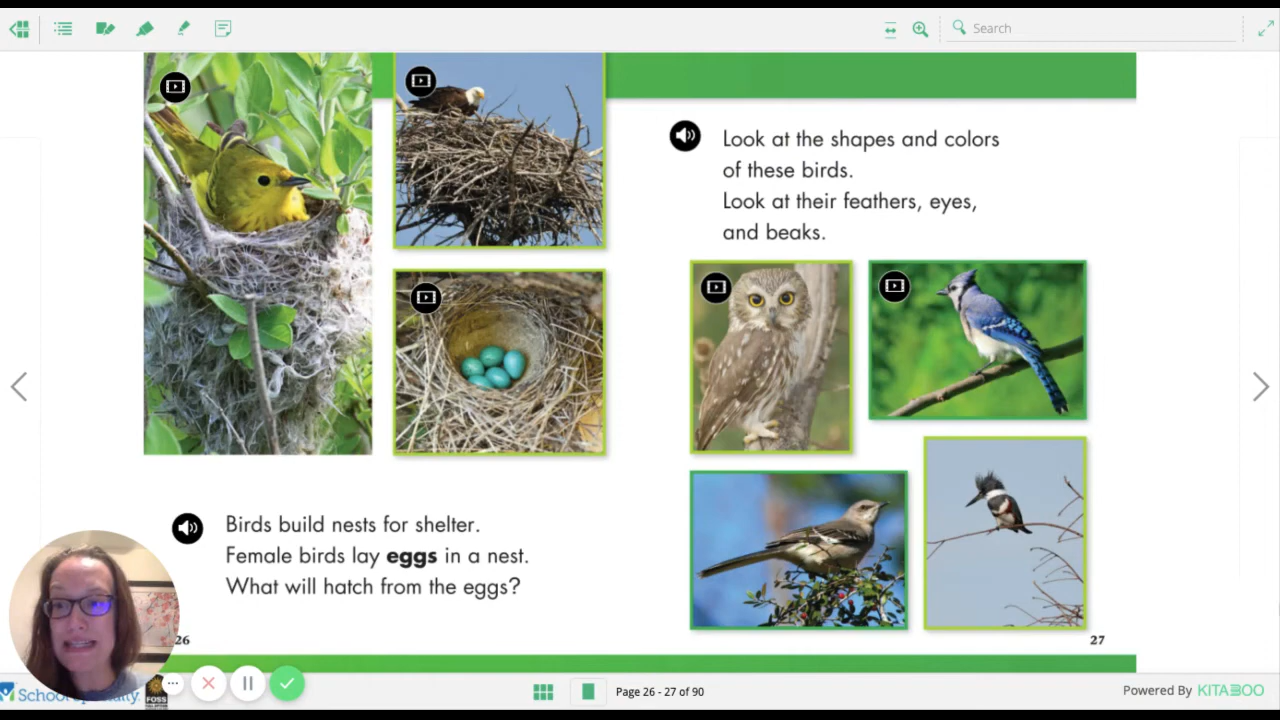 Search
Birds build nests for shelter.
Female birds lay eggs in a nest.
What will hatch from the eggs?
26
Look at the shapes and colors
of these birds.
Look at their feathers, eyes,
and beaks.
27
School
FOSS
Page 26 - 27 of 90
Powered By KITABOO